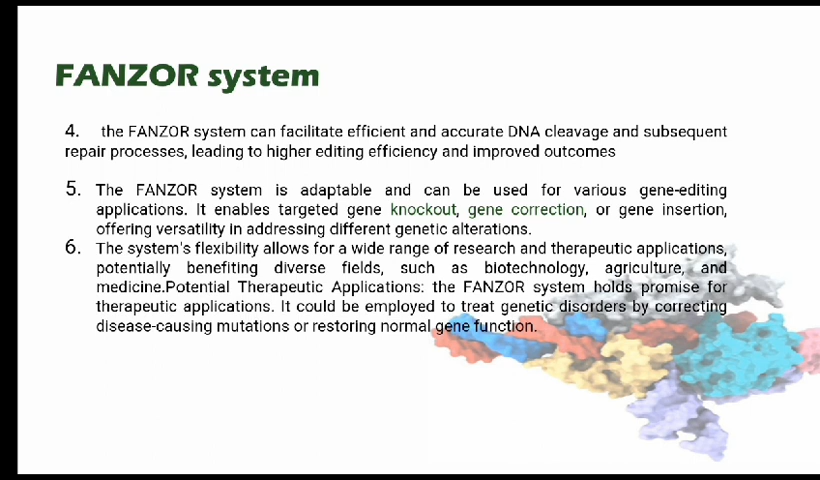 FANZOR system
4. the FANZOR system can facilitate efficient and accurate DNA cleavage and subsequent
repair processes, leading to higher editing efficiency and improved outcomes
5. The FANZOR system is adaptable and can be used for various gene-editing
applications. It enables targeted gene knockout, gene correction, or gene insertion,
offering versatility in addressing different genetic alterations.
6. The system's flexibility allows for a wide range of research and therapeutic applications,
potentially benefiting diverse fields, such as biotechnology, agriculture, and
medicine.Potential Therapeutic Applications: the FANZOR system holds promise for
therapeutic applications. It could be employed to treat genetic disorders by correcting
disease-causing mutations or restoring normal gene function.